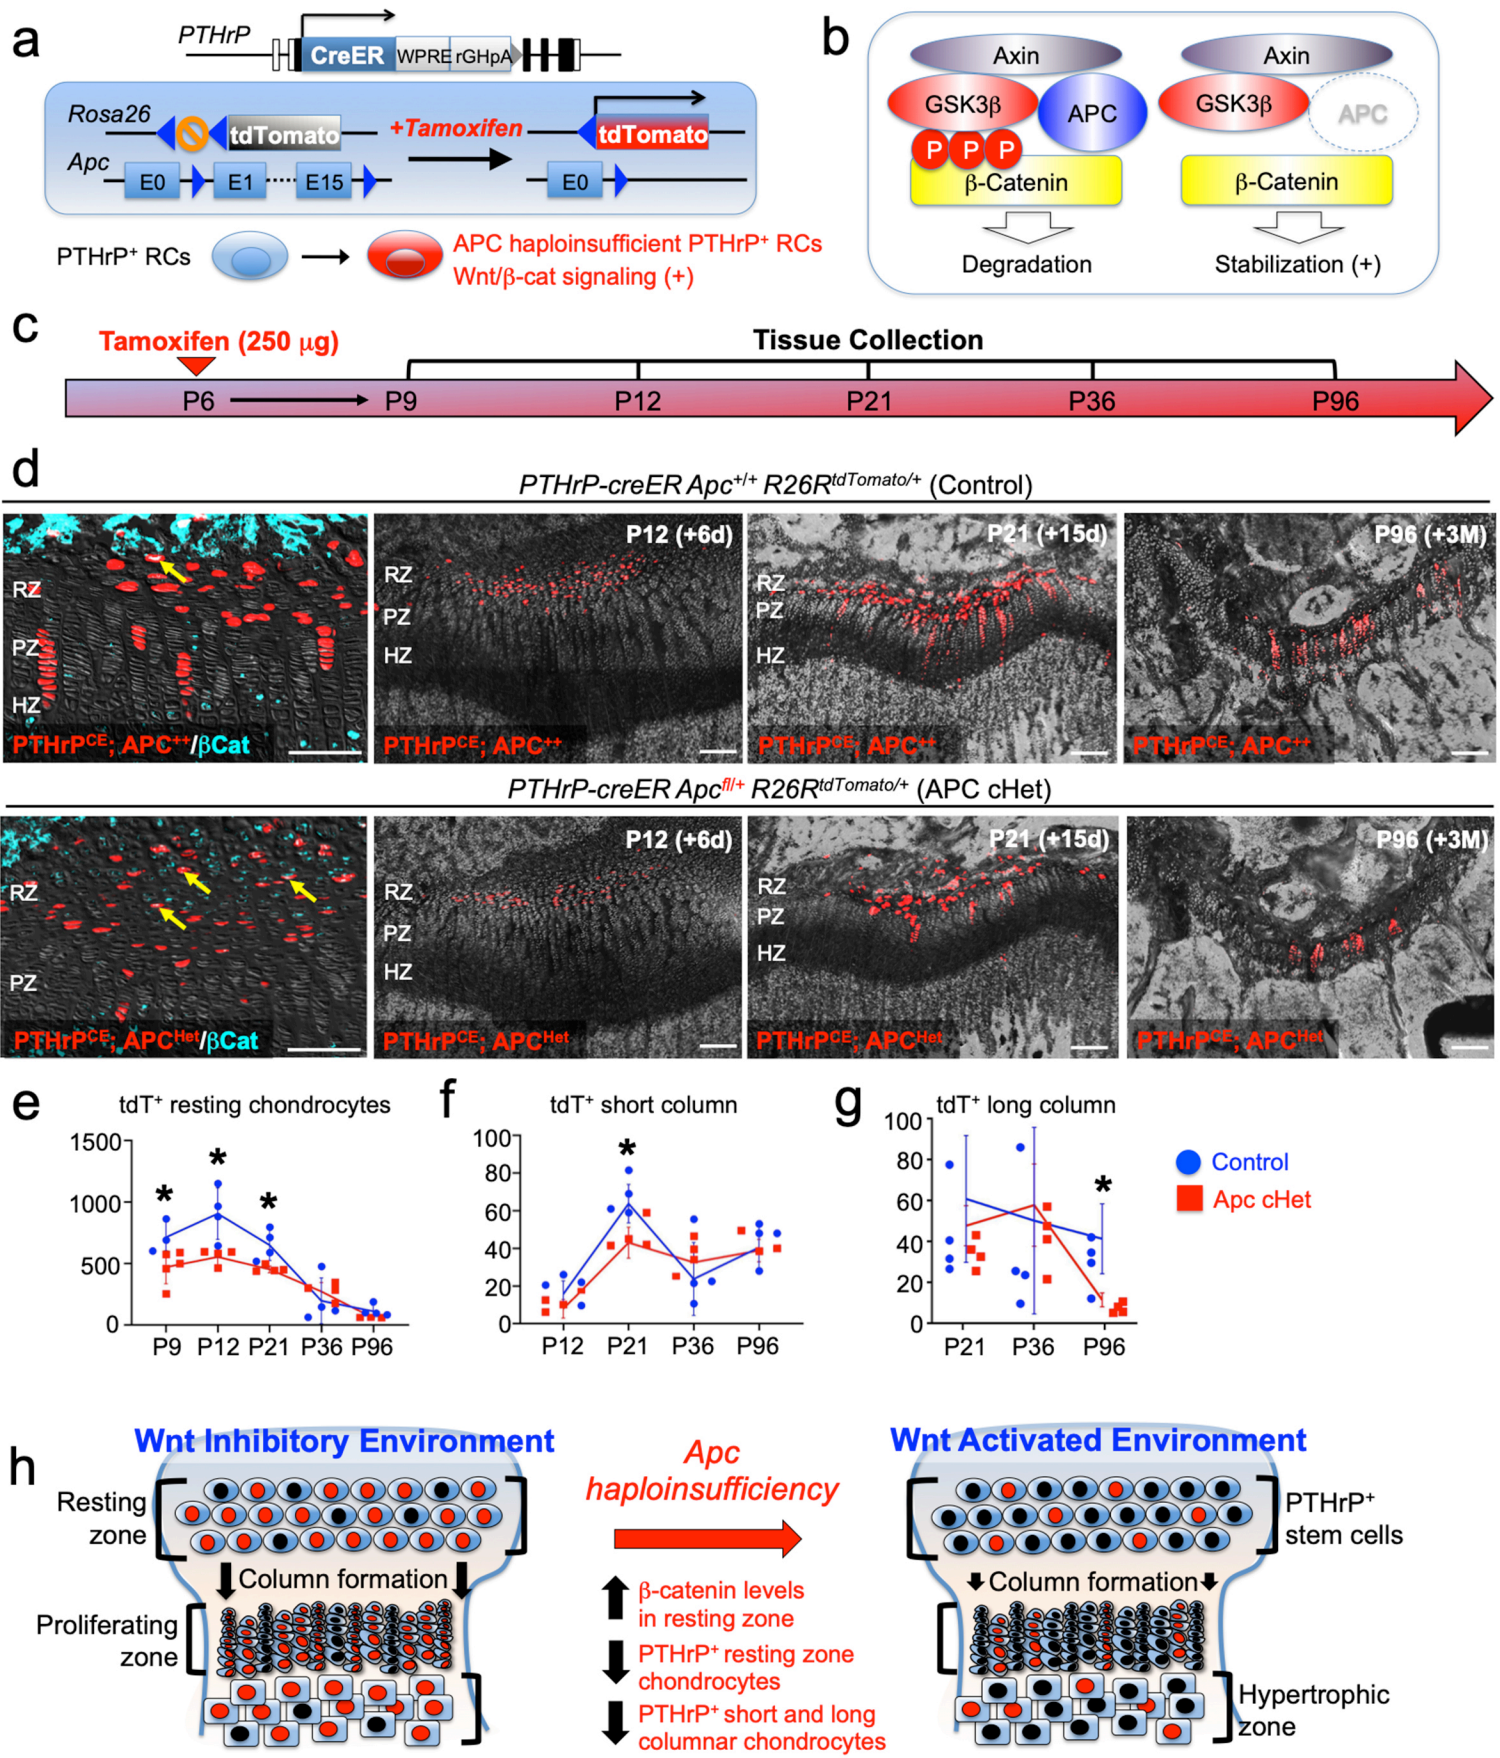 a
PTHrP
CreER
WPRE
rGHpA
Rosa26
tdTomato
+Tamoxifen
tdTomato
Apc
E0
E1
E15
E0
PTHrP⁺ RCs
APC haploinsufficient PTHrP⁺ RCs
Wnt/β-cat signaling (+)
b
Axin
GSK3β
APC
P P P
β-Catenin
Degradation
Axin
GSK3β
APC
β-Catenin
Stabilization (+)
c
Tamoxifen (250 μg)
Tissue Collection
P6
P9
P12
P21
P36
P96
d
PTHrP-creER Apc⁺/⁺ R26RtdTomato/+ (Control)
RZ
PZ
HZ
PTHrPCE; APC++/βCat
P12 (+6d)
RZ
PZ
HZ
PTHrPCE; APC++
P21 (+15d)
RZ
PZ
HZ
PTHrPCE; APC++
P96 (+3M)
PTHrPCE; APC++
PTHrP-creER Apcfl/+ R26RtdTomato/+ (APC cHet)
RZ
PZ
PTHrPCE; APCHet/βCat
P12 (+6d)
RZ
PZ
HZ
PTHrPCE; APCHet
P21 (+15d)
RZ
PZ
HZ
PTHrPCE; APCHet
P96 (+3M)
PTHrPCE; APCHet
e
tdT⁺ resting chondrocytes
1500
1000
500
0
*
*
*
P9
P12
P21
P36
P96
f
tdT⁺ short column
100
80
60
40
20
0
*
P12
P21
P36
P96
g
tdT⁺ long column
100
80
60
40
20
0
*
P21
P36
P96
Control
Apc cHet
h
Wnt Inhibitory Environment
Resting
zone
Column formation
Proliferating
zone
Apc
haploinsufficiency
β-catenin levels
in resting zone
PTHrP⁺ resting zone
chondrocytes
PTHrP⁺ short and long
columnar chondrocytes
Wnt Activated Environment
PTHrP⁺
stem cells
Column formation
Hypertrophic
zone